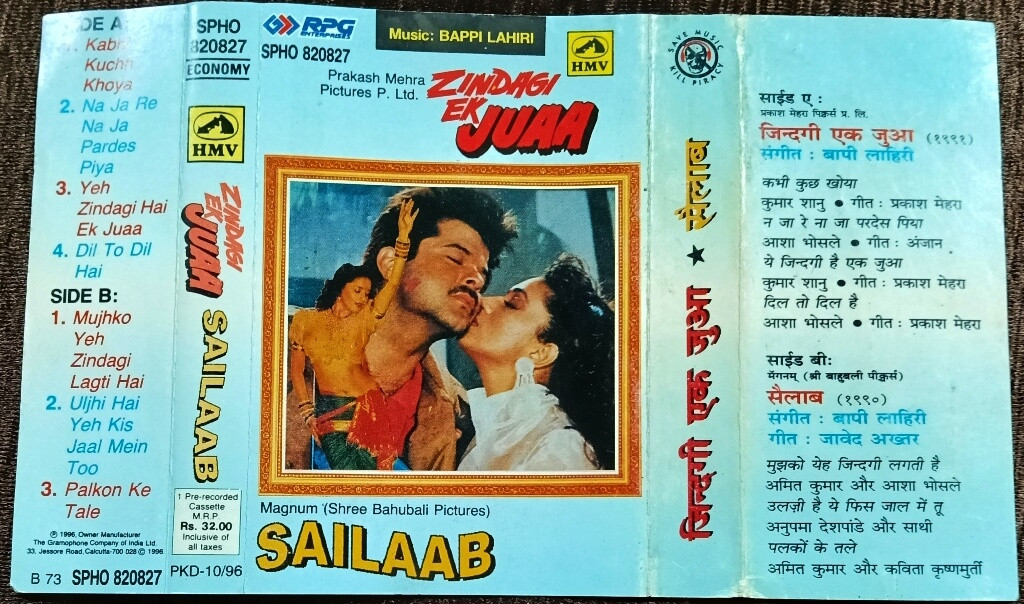 DE A:
1. Kabhi
Kuchh
Khoya
2. Na Ja Re
Na Ja
Pardes
Piya
3. Yeh
Zindagi Hai
Ek Juaa
4. Dil To Dil
Hai
SIDE B:
1. Mujhko
Yeh
Zindagi
Lagti Hai
2. Uljhi Hai
Yeh Kis
Jaal Mein
Too
3. Palkon Ke
Tale
℗ 1996, Owner Manufacturer
The Gramophone Company of India Ltd.
33, Jessore Road, Calcutta-700 028 © 1996
B 73 SPHO 820827
SPHO
820827
ECONOMY
HMV
ZINDAGI
EK
JUAA
SAILAAB
1 Pre-recorded
Cassette
M.R.P.
Rs. 32.00
Inclusive of
all taxes
PKD-10/96
RPG
ENTERPRISES
SPHO 820827
Music: BAPPI LAHIRI
HMV
Prakash Mehra
Pictures P. Ltd.
ZINDAGI
EK
JUAA
Magnum (Shree Bahubali Pictures)
SAILAAB
SAVE MUSIC
KILL PIRACY
जिन्दगी एक जुआ ★ सैलाब
साईड ए :
प्रकाश मेहरा पिक्चर्स प्र. लि.
जिन्दगी एक जुआ (१९९१)
संगीत : बापी लाहिरी
कभी कुछ खोया
कुमार शानु ● गीत : प्रकाश मेहरा
न जा रे ना जा परदेस पिया
आशा भोसले ● गीत : अंजान
ये जिन्दगी है एक जुआ
कुमार शानु ● गीत : प्रकाश मेहरा
दिल तो दिल है
आशा भोसले ● गीत : प्रकाश मेहरा
साईड बी:
मॅगनम् (श्री बाहुबली पीक्चर्स)
सैलाब (१९९०)
संगीत : बापी लाहिरी
गीत : जावेद अख्तर
मुझको येह जिन्दगी लगती है
अमित कुमार और आशा भोसले
उलज़ी है ये फिस जाल में तू
अनुपमा देशपांडे और साथी
पलकों के तले
अमित कुमार और कविता कृष्णमुर्ती